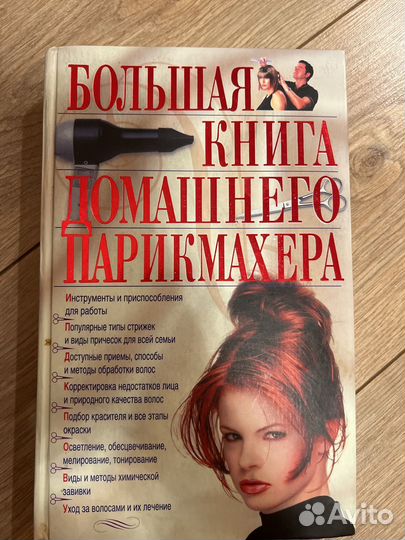 БОЛЬШАЯ
КНИГА
ДОМАШНЕГО
ПАРИКМАХЕРА
Инструменты и приспособления
для работы
Популярные типы стрижек
и виды причесок для всей семьи
Доступные приемы, способы
и методы обработки волос
Корректировка недостатков лица
и природного качества волос
Подбор красителя и все этапы
окраски
Осветление, обесцвечивание,
мелирование, тонирование
Виды и методы химической
завивки
Уход за волосами и их лечение
Avito